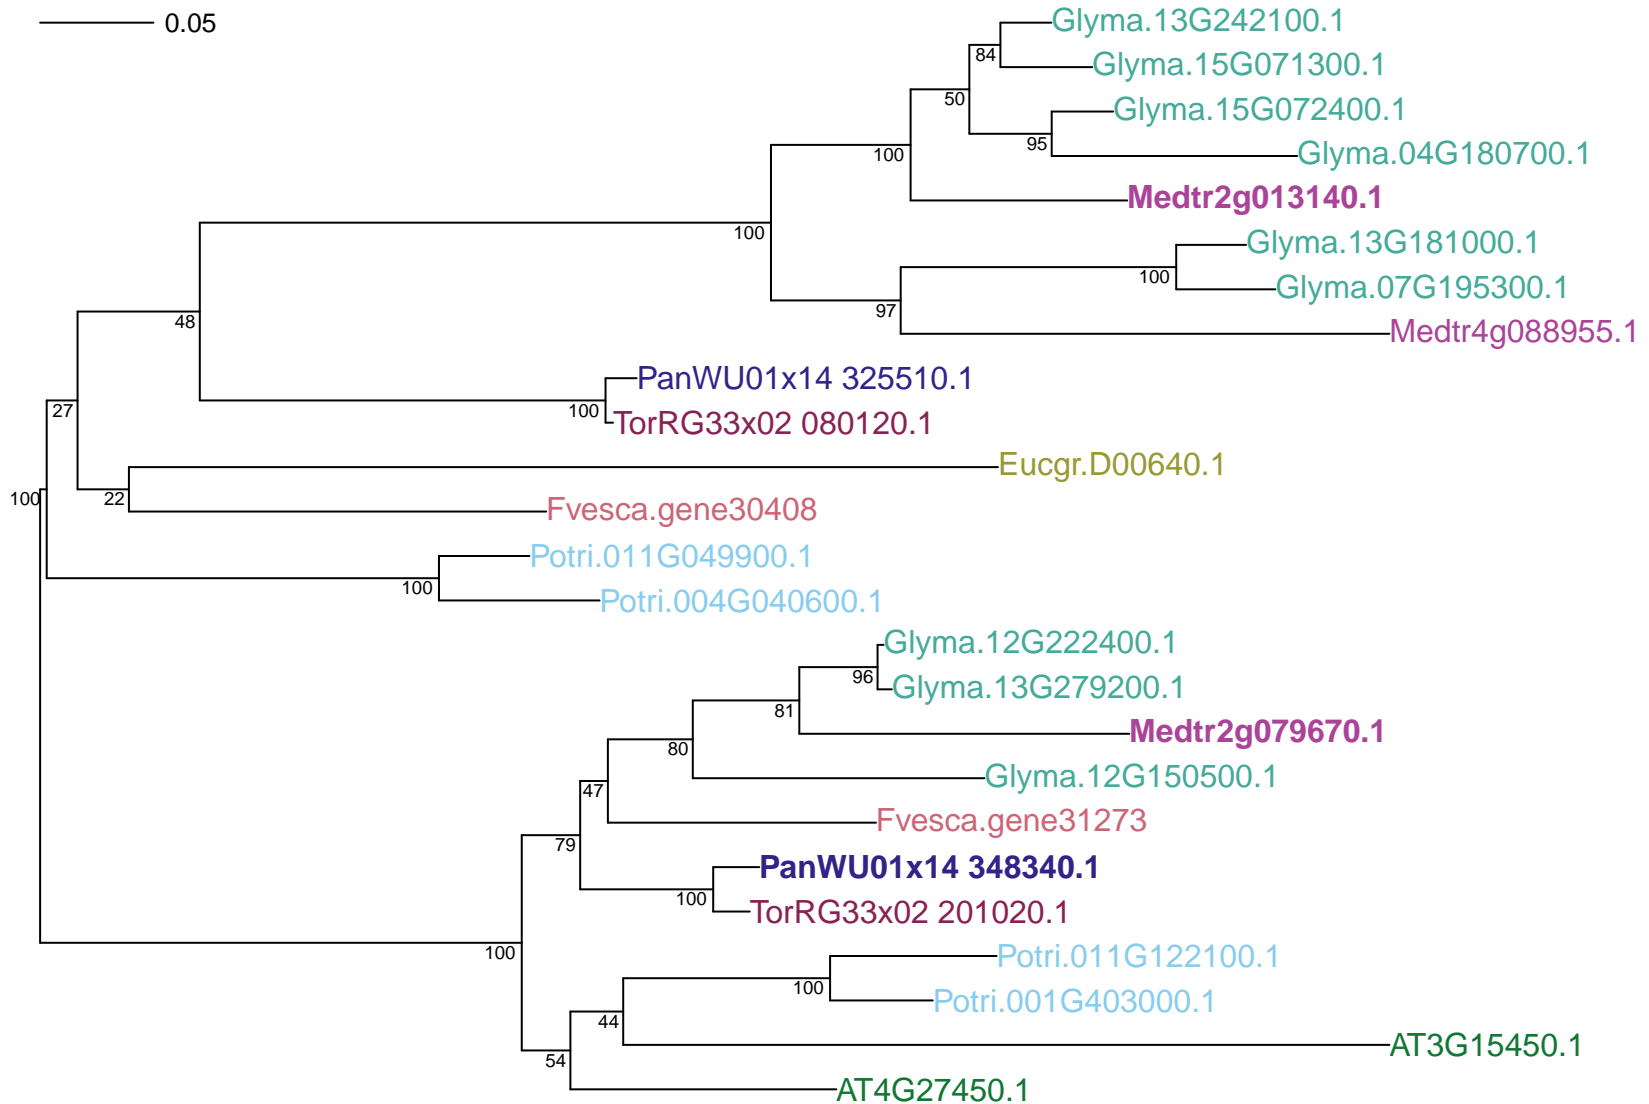 0.05
Glyma.13G242100.1
84
Glyma.15G071300.1
50
Glyma.15G072400.1
95
Glyma.04G180700.1
100
Medtr2g013140.1
100
Glyma.13G181000.1
100
Glyma.07G195300.1
97
Medtr4g088955.1
48
PanWU01x14 325510.1
100
TorRG33x02 080120.1
27
Eucgr.D00640.1
22
100
Fvesca.gene30408
Potri.011G049900.1
100
Potri.004G040600.1
Glyma.12G222400.1
96
Glyma.13G279200.1
81
Medtr2g079670.1
80
Glyma.12G150500.1
47
Fvesca.gene31273
79
PanWU01x14 348340.1
100
TorRG33x02 201020.1
100
Potri.011G122100.1
100
Potri.001G403000.1
44
AT3G15450.1
54
AT4G27450.1